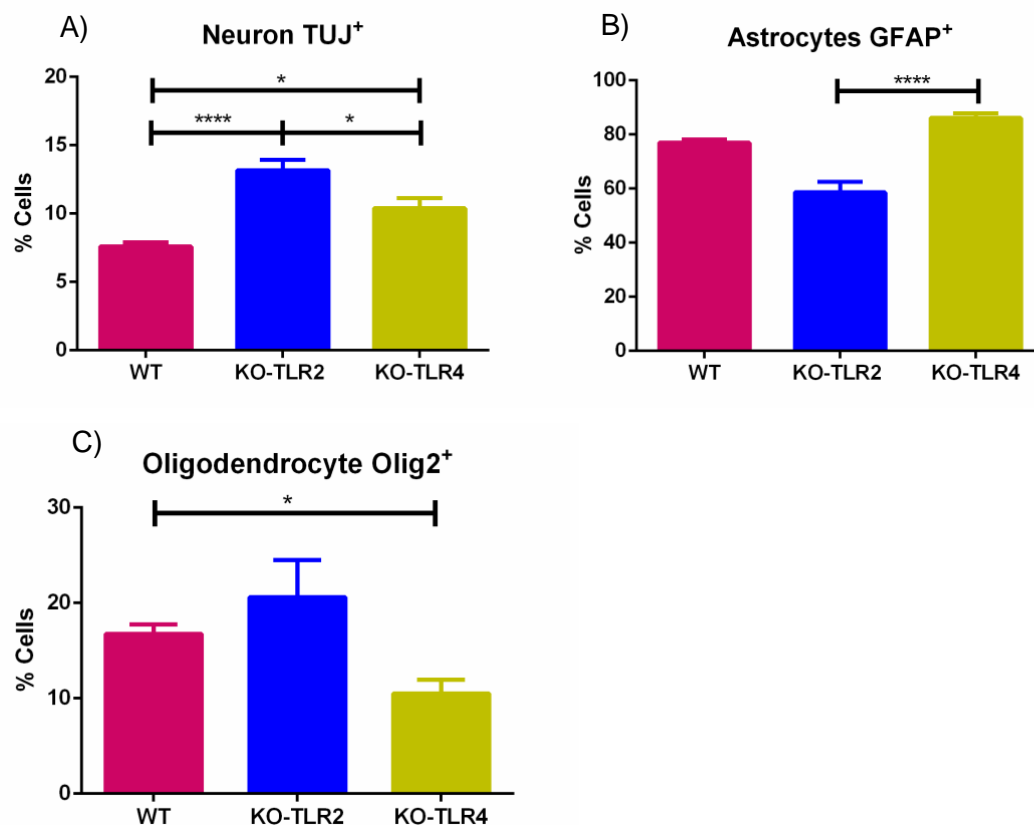 A)
Neuron TUJ⁺
% Cells
20
15
10
5
0
*
****
*
WT
KO-TLR2
KO-TLR4
B)
Astrocytes GFAP⁺
% Cells
100
80
60
40
20
0
****
WT
KO-TLR2
KO-TLR4
C)
Oligodendrocyte Olig2⁺
% Cells
30
20
10
0
*
WT
KO-TLR2
KO-TLR4